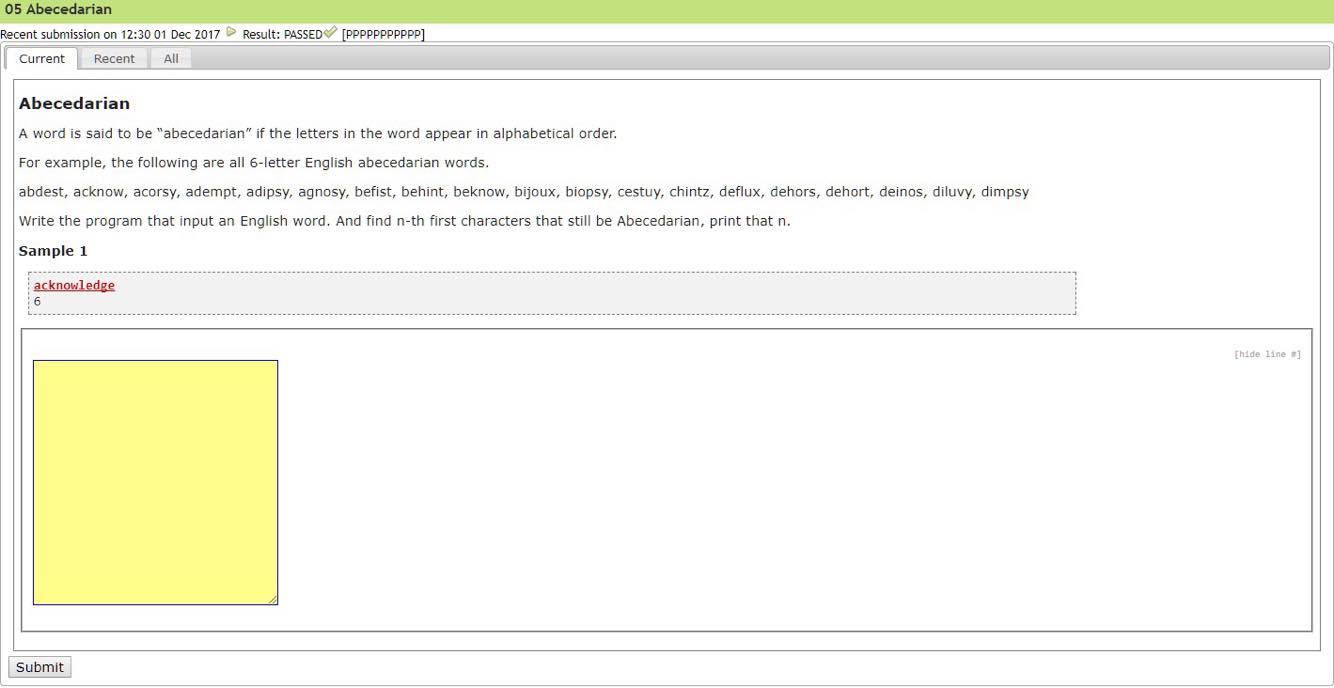 05 Abecedarian
Recent submission on 12:30 01 Dec 2017 Result: PASSED [PPPPPPPPPPP]
Current Recent All
Abecedarian
A word is said to be “abecedarian” if the letters in the word appear in alphabetical order.
For example, the following are all 6-letter English abecedarian words.
abdest, acknow, acorsy, adempt, adipsy, agnosy, befist, behint, beknow, bijoux, biopsy, cestuy, chintz, deflux, dehors, dehort, deinos, diluvy, dimpsy
Write the program that input an English word. And find n-th first characters that still be Abecedarian, print that n.
Sample 1
acknowledge
6
[hide line #]
Submit